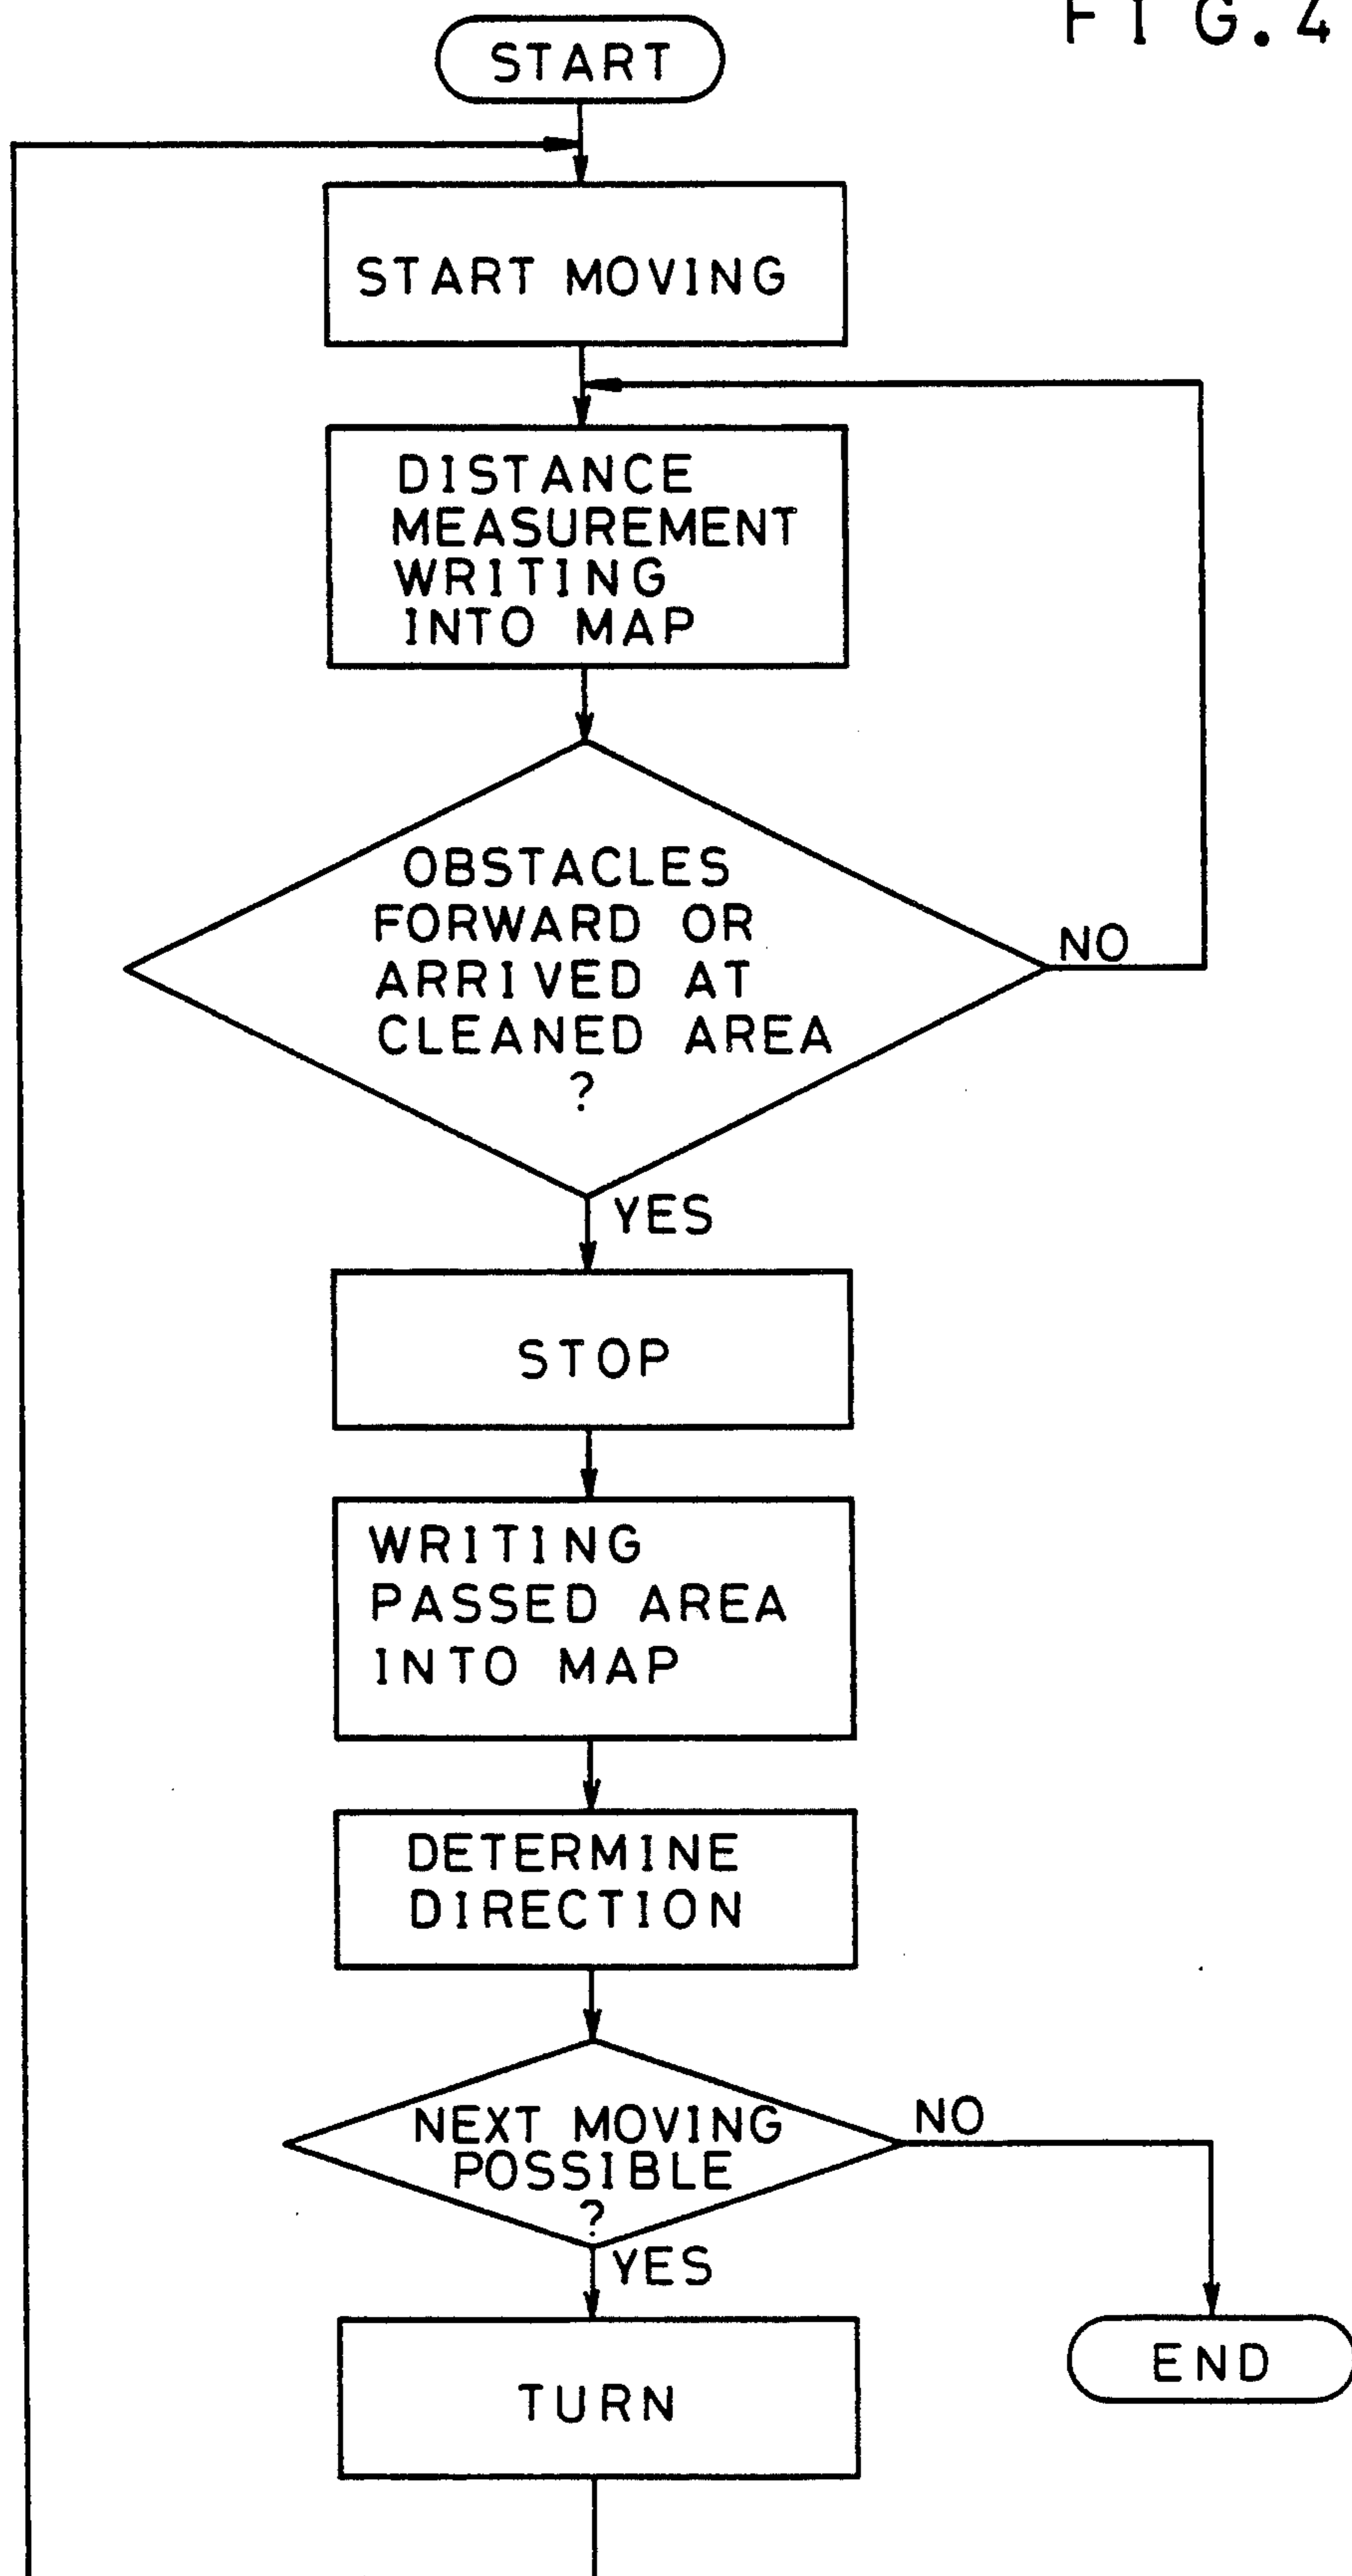 FIG.4
START
START MOVING
DISTANCE
MEASUREMENT
WRITING
INTO MAP
OBSTACLES
FORWARD OR
ARRIVED AT
CLEANED AREA
?
NO
YES
STOP
WRITING
PASSED AREA
INTO MAP
DETERMINE
DIRECTION
NEXT MOVING
POSSIBLE
?
NO
YES
TURN
END